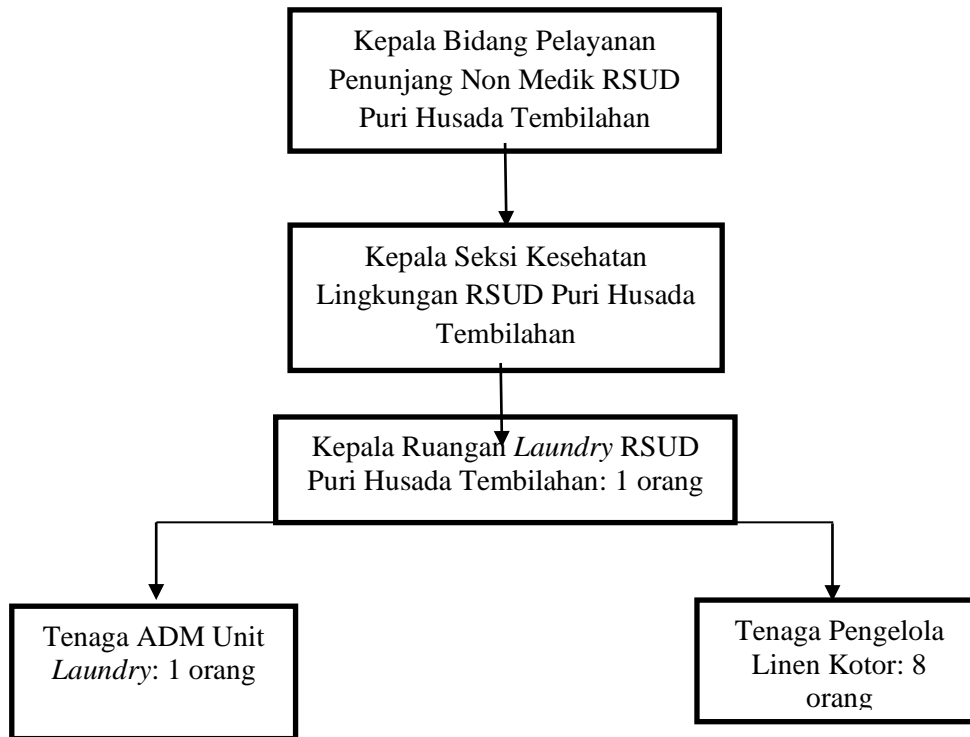 Kepala Bidang Pelayanan
Penunjang Non Medik RSUD
Puri Husada Tembilahan
Kepala Seksi Kesehatan
Lingkungan RSUD Puri Husada
Tembilahan
Kepala Ruangan Laundry RSUD
Puri Husada Tembilahan: 1 orang
Tenaga ADM Unit
Laundry: 1 orang
Tenaga Pengelola
Linen Kotor: 8
orang